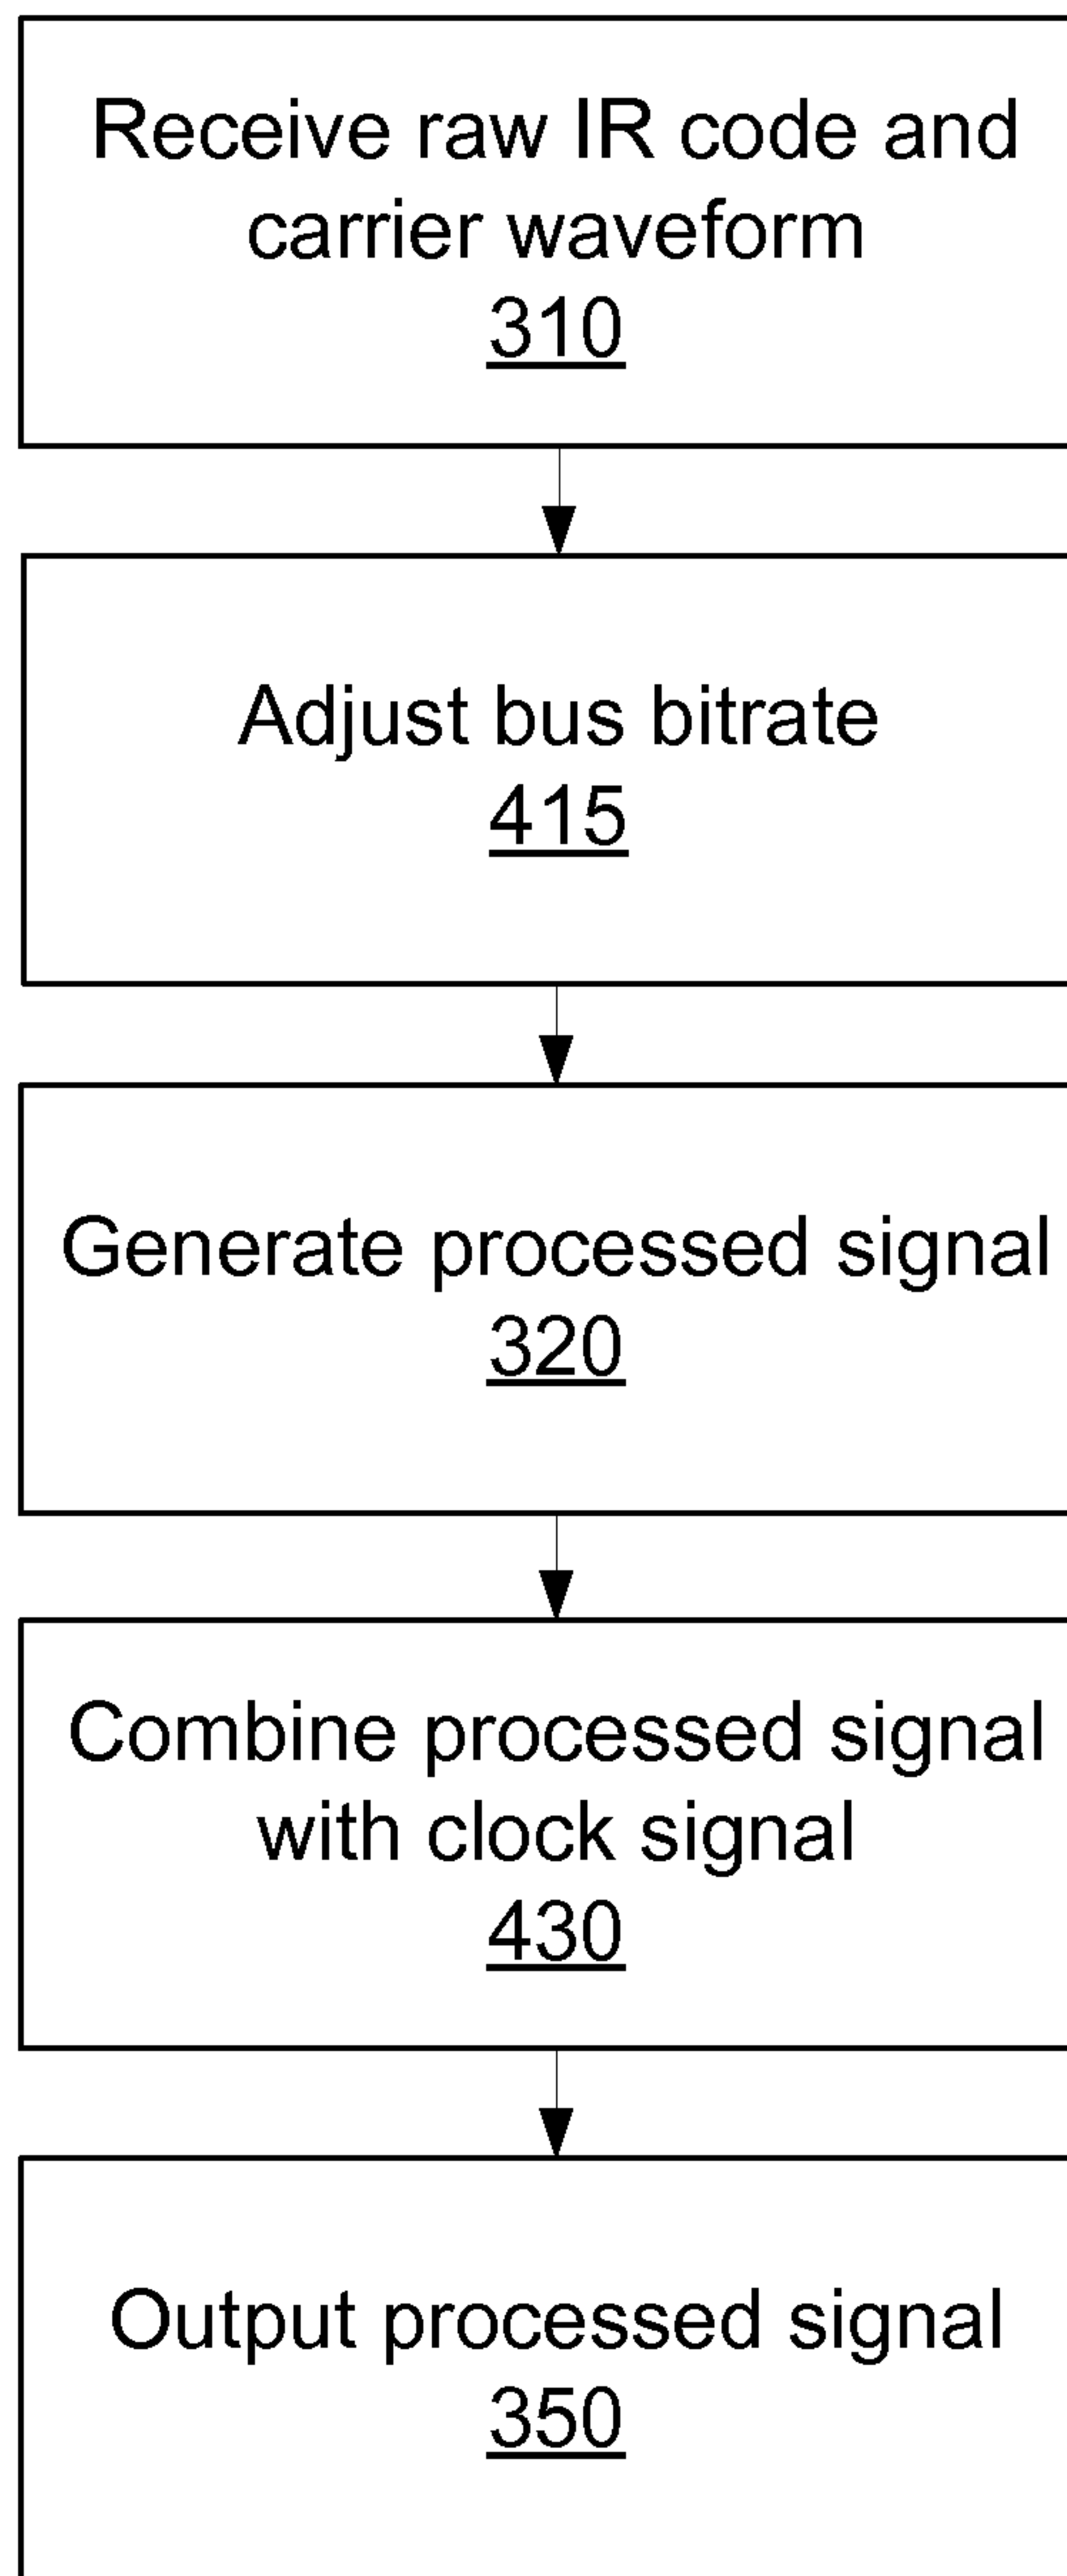 Receive raw IR code and
carrier waveform
310
Adjust bus bitrate
415
Generate processed signal
320
Combine processed signal
with clock signal
430
Output processed signal
350